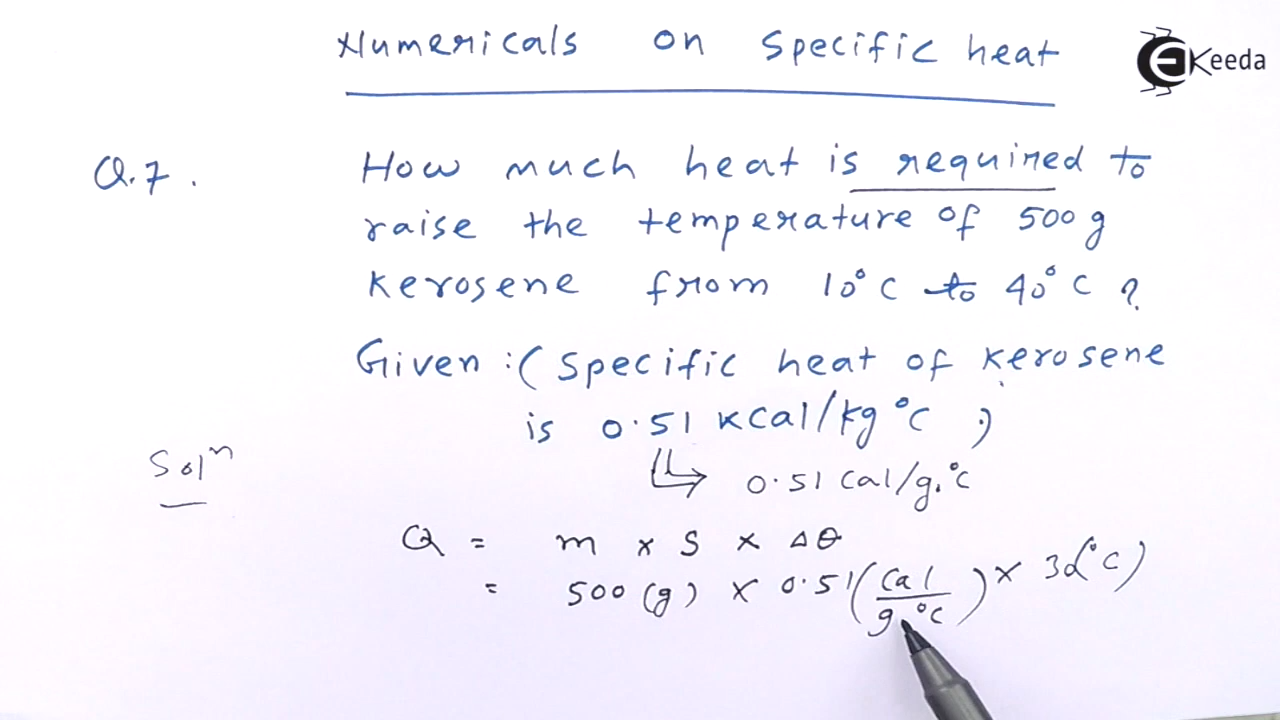 Numericals on Specific heat
EKeeda
Q.7. How much heat is required to
raise the temperature of 500 g
kerosene from 10°C to 40°C ?
Given :( Specific heat of kerosene
is 0.51 kcal/kg °C )
↳ 0.51 cal/g.°C
Solⁿ
Q = m x S x Δθ
= 500 (g) x 0.51 (cal/g.°C) x 30(°C)